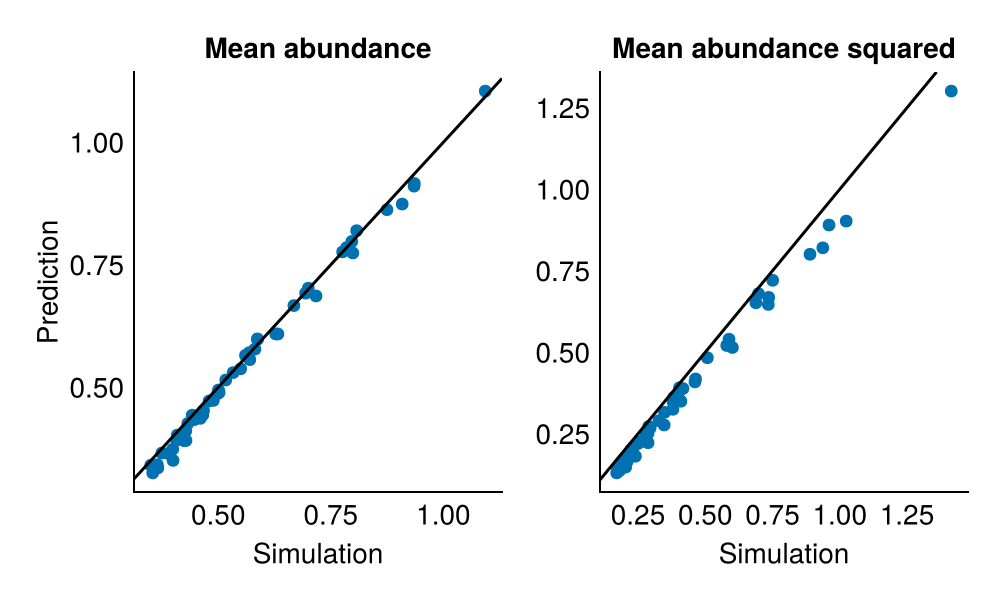 Mean abundance
Prediction
1.00
0.75
0.50
0.50 0.75 1.00
Simulation
Mean abundance squared
1.25
1.00
0.75
0.50
0.25
0.25 0.50 0.75 1.00 1.25
Simulation